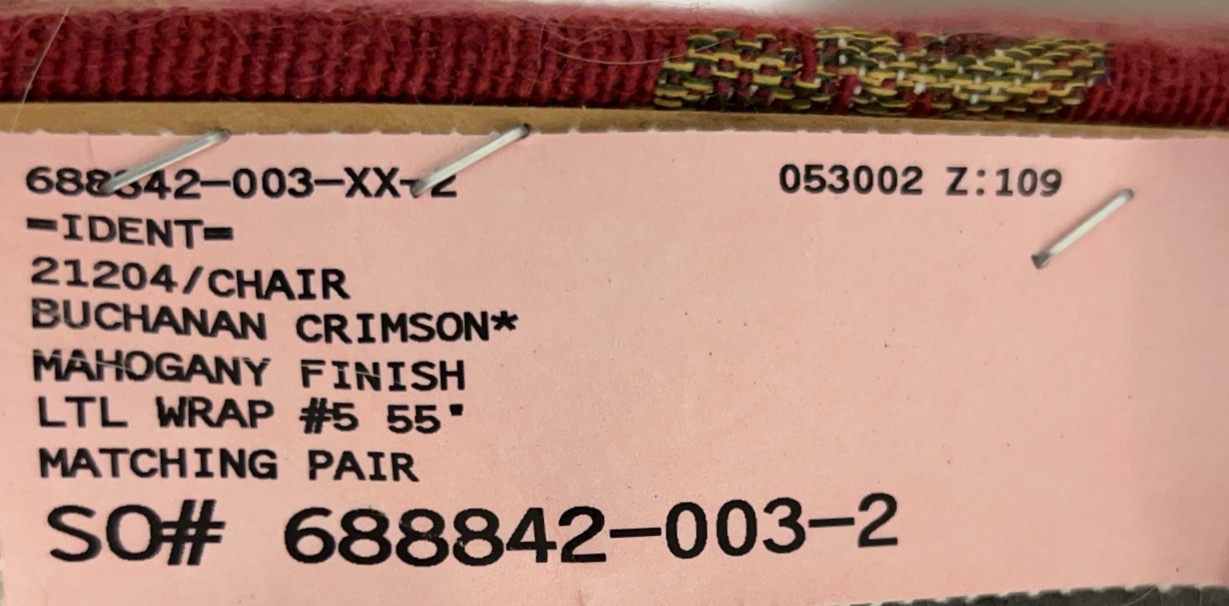 688842-003-XX-2 053002 Z:109
=IDENT=
21204/CHAIR
BUCHANAN CRIMSON*
MAHOGANY FINISH
LTL WRAP #5 55"
MATCHING PAIR
SO# 688842-003-2